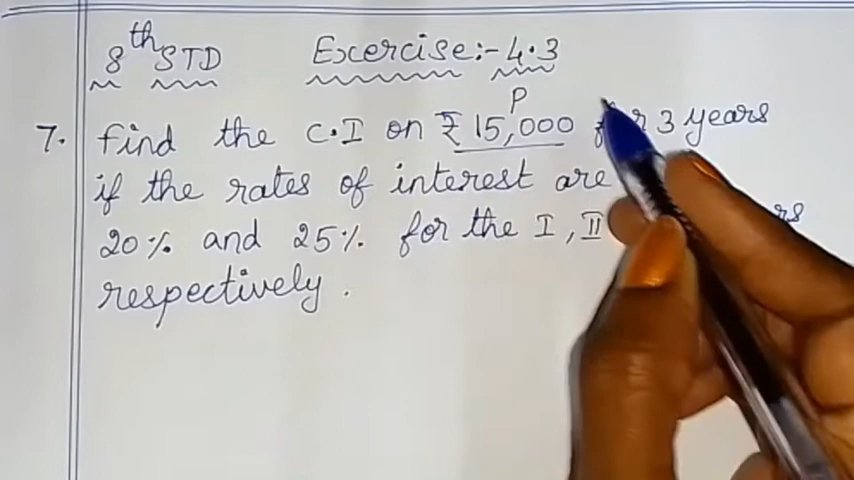 8th STD Exercise:- 4.3
P
7. Find the C.I on ₹ 15,000 for 3 years
if the rates of interest are
20% and 25% for the I, II
respectively.